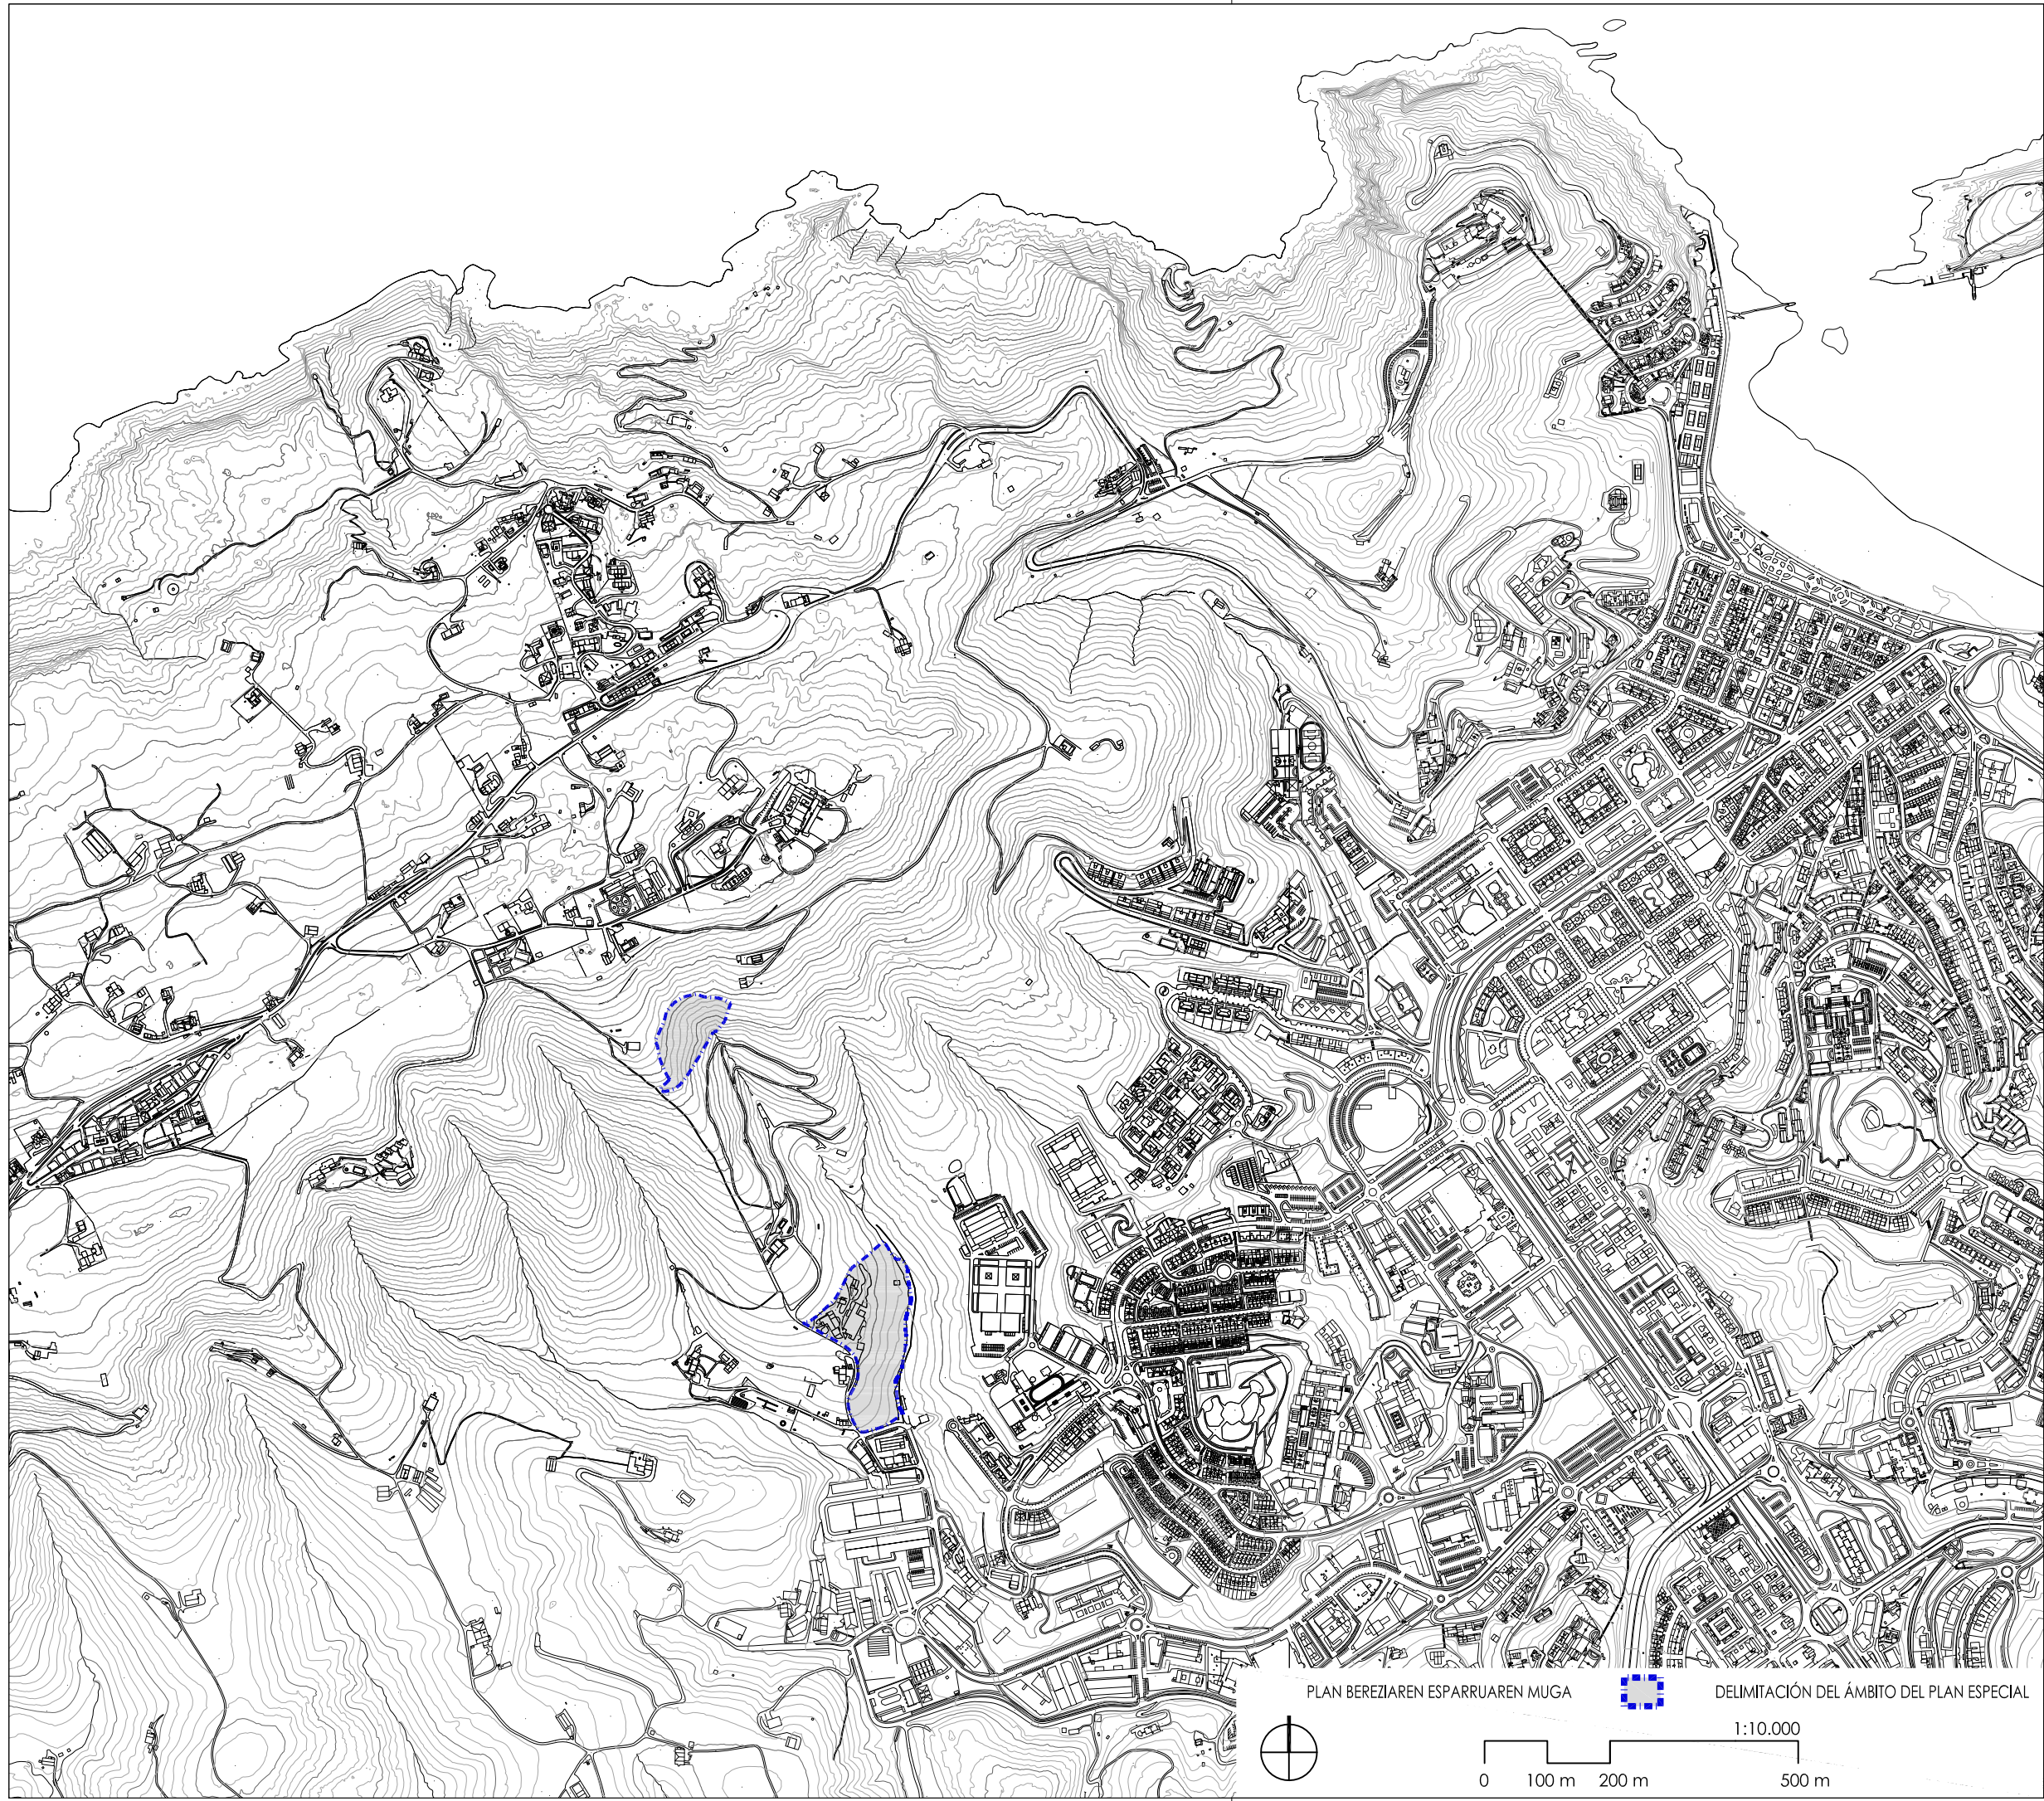 PLAN BEREZIAREN ESPARRUAREN MUGA
DELIMITACIÓN DEL ÁMBITO DEL PLAN ESPECIAL
1:10.000
0 100 m 200 m 500 m